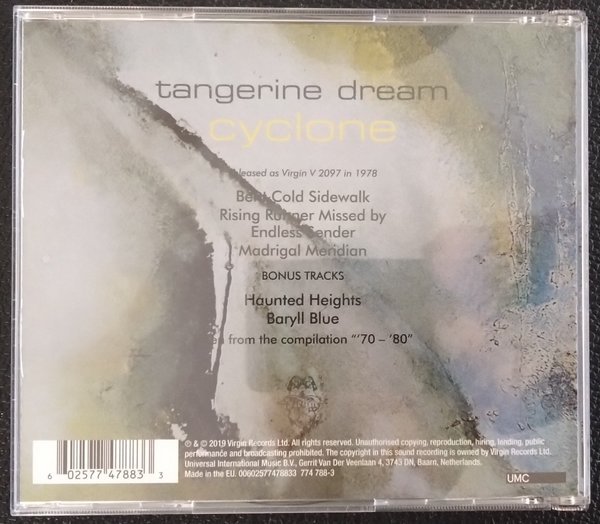 tangerine dream
cyclone
released as Virgin V 2097 in 1978
Bent Cold Sidewalk
Rising Runner Missed by
Endless Sender
Madrigal Meridian
BONUS TRACKS
Haunted Heights
Baryll Blue
from the compilation "'70 – '80"
℗ & © 2019 Virgin Records Ltd. All rights reserved. Unauthorised copying, reproduction, hiring, lending, public
performance and broadcasting prohibited. The copyright in this sound recording is owned by Virgin Records Ltd.
Universal International Music B.V., Gerrit Van Der Veenlaan 4, 3743 DN, Baarn, Netherlands.
Made in the EU. 00602577478833 774 788-3
6 02577 47883 3
UMC